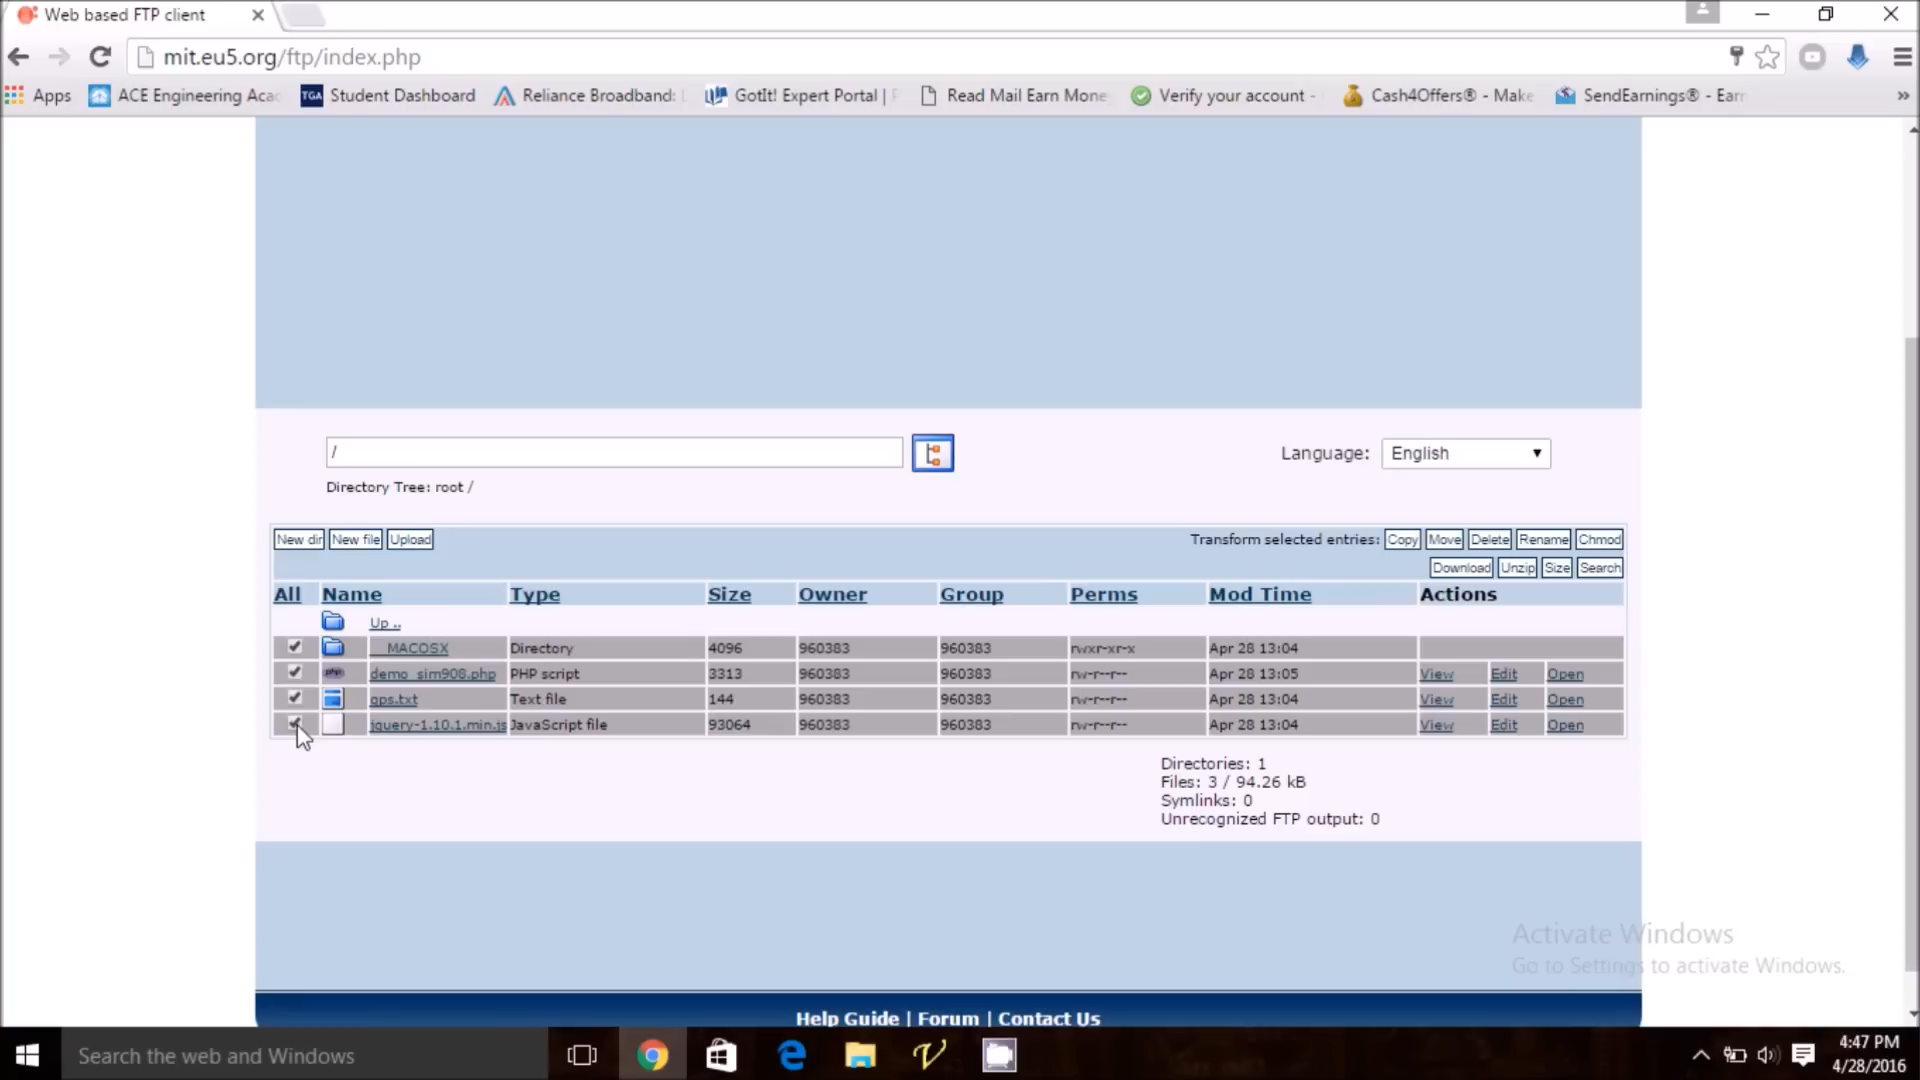 Web based FTP client
mit.eu5.org/ftp/index.php
Apps ACE Engineering Aca Student Dashboard Reliance Broadband: GotIt! Expert Portal | Read Mail Earn Mone Verify your account - Cash4Offers® - Make SendEarnings® - Earn »
/
Language: English
Directory Tree: root /
New dir New file Upload Transform selected entries: Copy Move Delete Rename Chmod
Download Unzip Size Search
All Name Type Size Owner Group Perms Mod Time Actions
Up ..
__MACOSX Directory 4096 960383 960383 rwxr-xr-x Apr 28 13:04
demo_sim908.php PHP script 3313 960383 960383 rw-r--r-- Apr 28 13:05 View Edit Open
gps.txt Text file 144 960383 960383 rw-r--r-- Apr 28 13:04 View Edit Open
jquery-1.10.1.min.js JavaScript file 93064 960383 960383 rw-r--r-- Apr 28 13:04 View Edit Open
Directories: 1
Files: 3 / 94.26 kB
Symlinks: 0
Unrecognized FTP output: 0
Activate Windows
Go to Settings to activate Windows.
Help Guide | Forum | Contact Us
Search the web and Windows
4:47 PM
4/28/2016